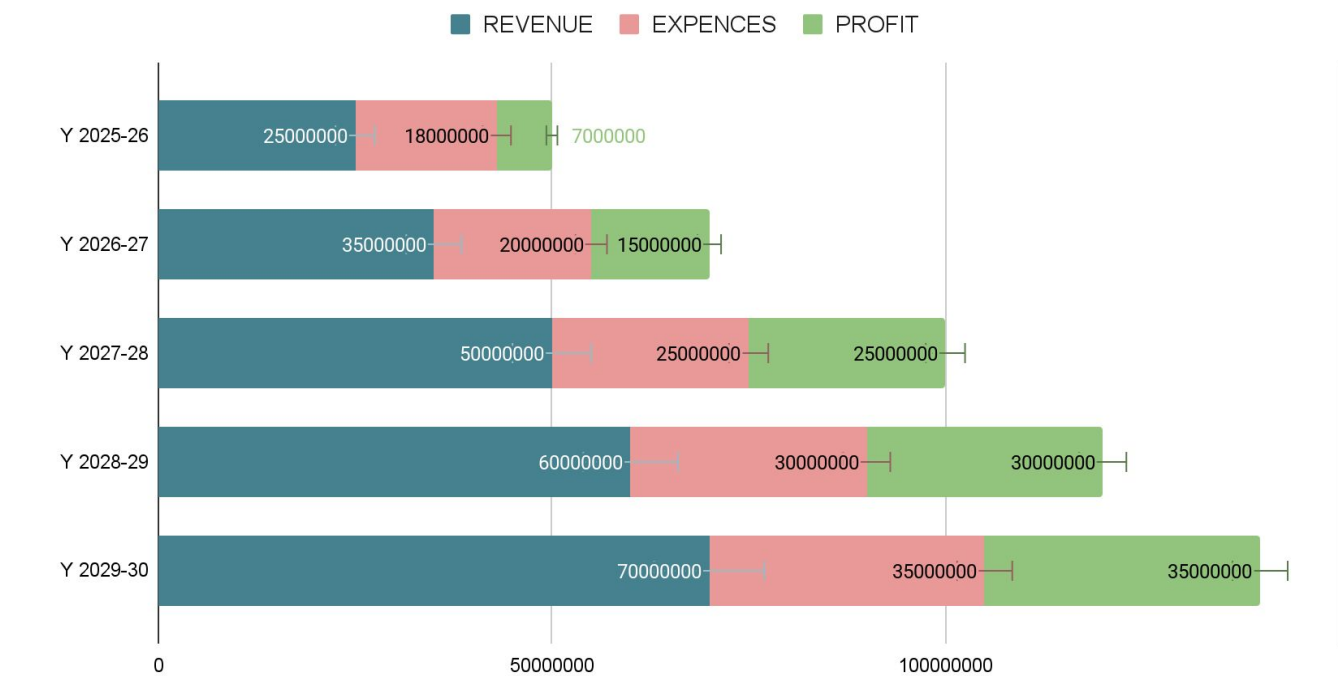 REVENUE EXPENCES PROFIT
Y 2025-26 25000000 18000000 7000000
Y 2026-27 35000000 20000000 15000000
Y 2027-28 50000000 25000000 25000000
Y 2028-29 60000000 30000000 30000000
Y 2029-30 70000000 35000000 35000000
0 50000000 100000000